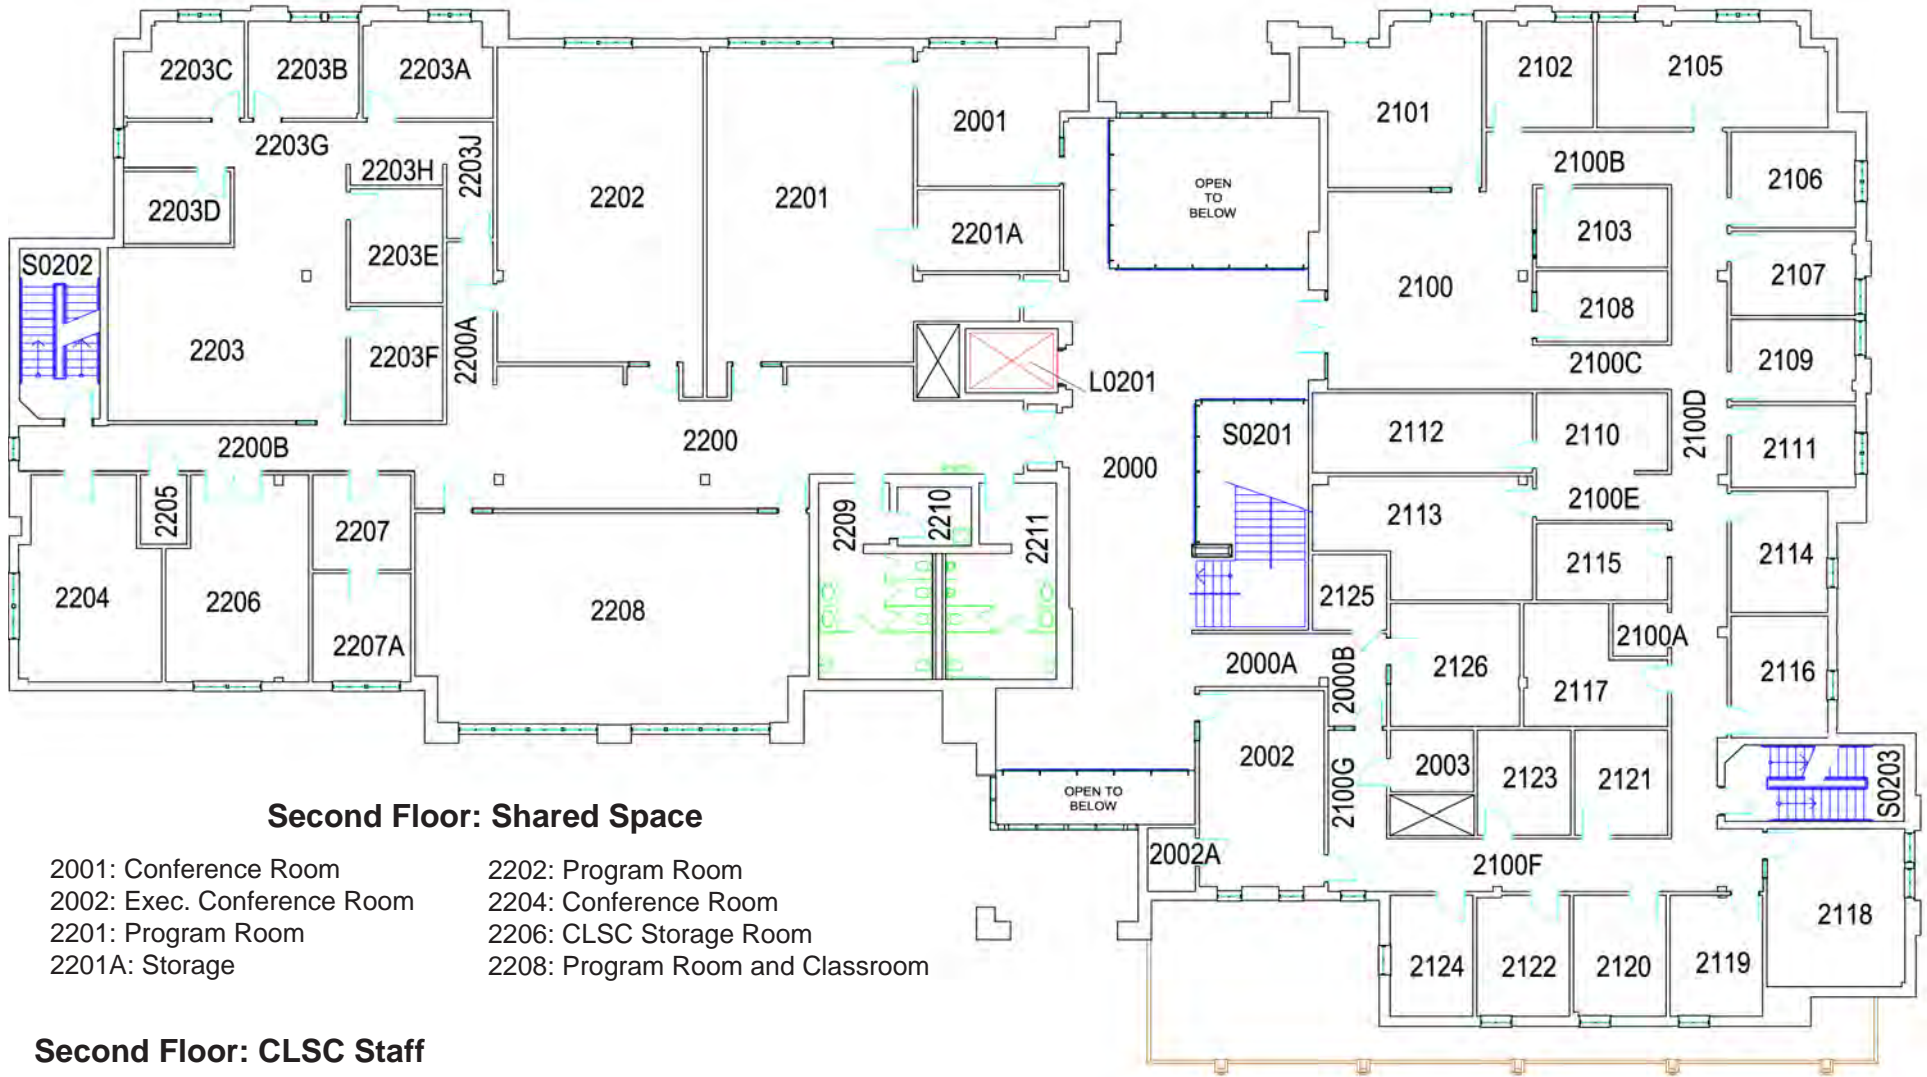 2203C 2203B 2203A
2102 2105
2001 2101
2203G 2203J
2203H 2100B
2203D 2202 2201 2106
OPEN
TO
BELOW
2201A 2103
S0202 2203E 2107
2100
2108
2203 2203F 2200A 2109
2100C
L0201
2100D
2200B 2200 S0201 2112 2110 2111
2000
2205 2209 2210 2211 2113 2100E
2207
2204 2206 2208 2115 2114
2125
2207A 2100A
2000A 2000B 2126 2117 2116
2002 2003 2123 2121 S0203
OPEN TO
BELOW
2100G
2002A 2100F
2118
2124 2122 2120 2119
Second Floor: Shared Space
2001: Conference Room
2002: Exec. Conference Room
2201: Program Room
2201A: Storage
2202: Program Room
2204: Conference Room
2206: CLSC Storage Room
2208: Program Room and Classroom
Second Floor: CLSC Staff